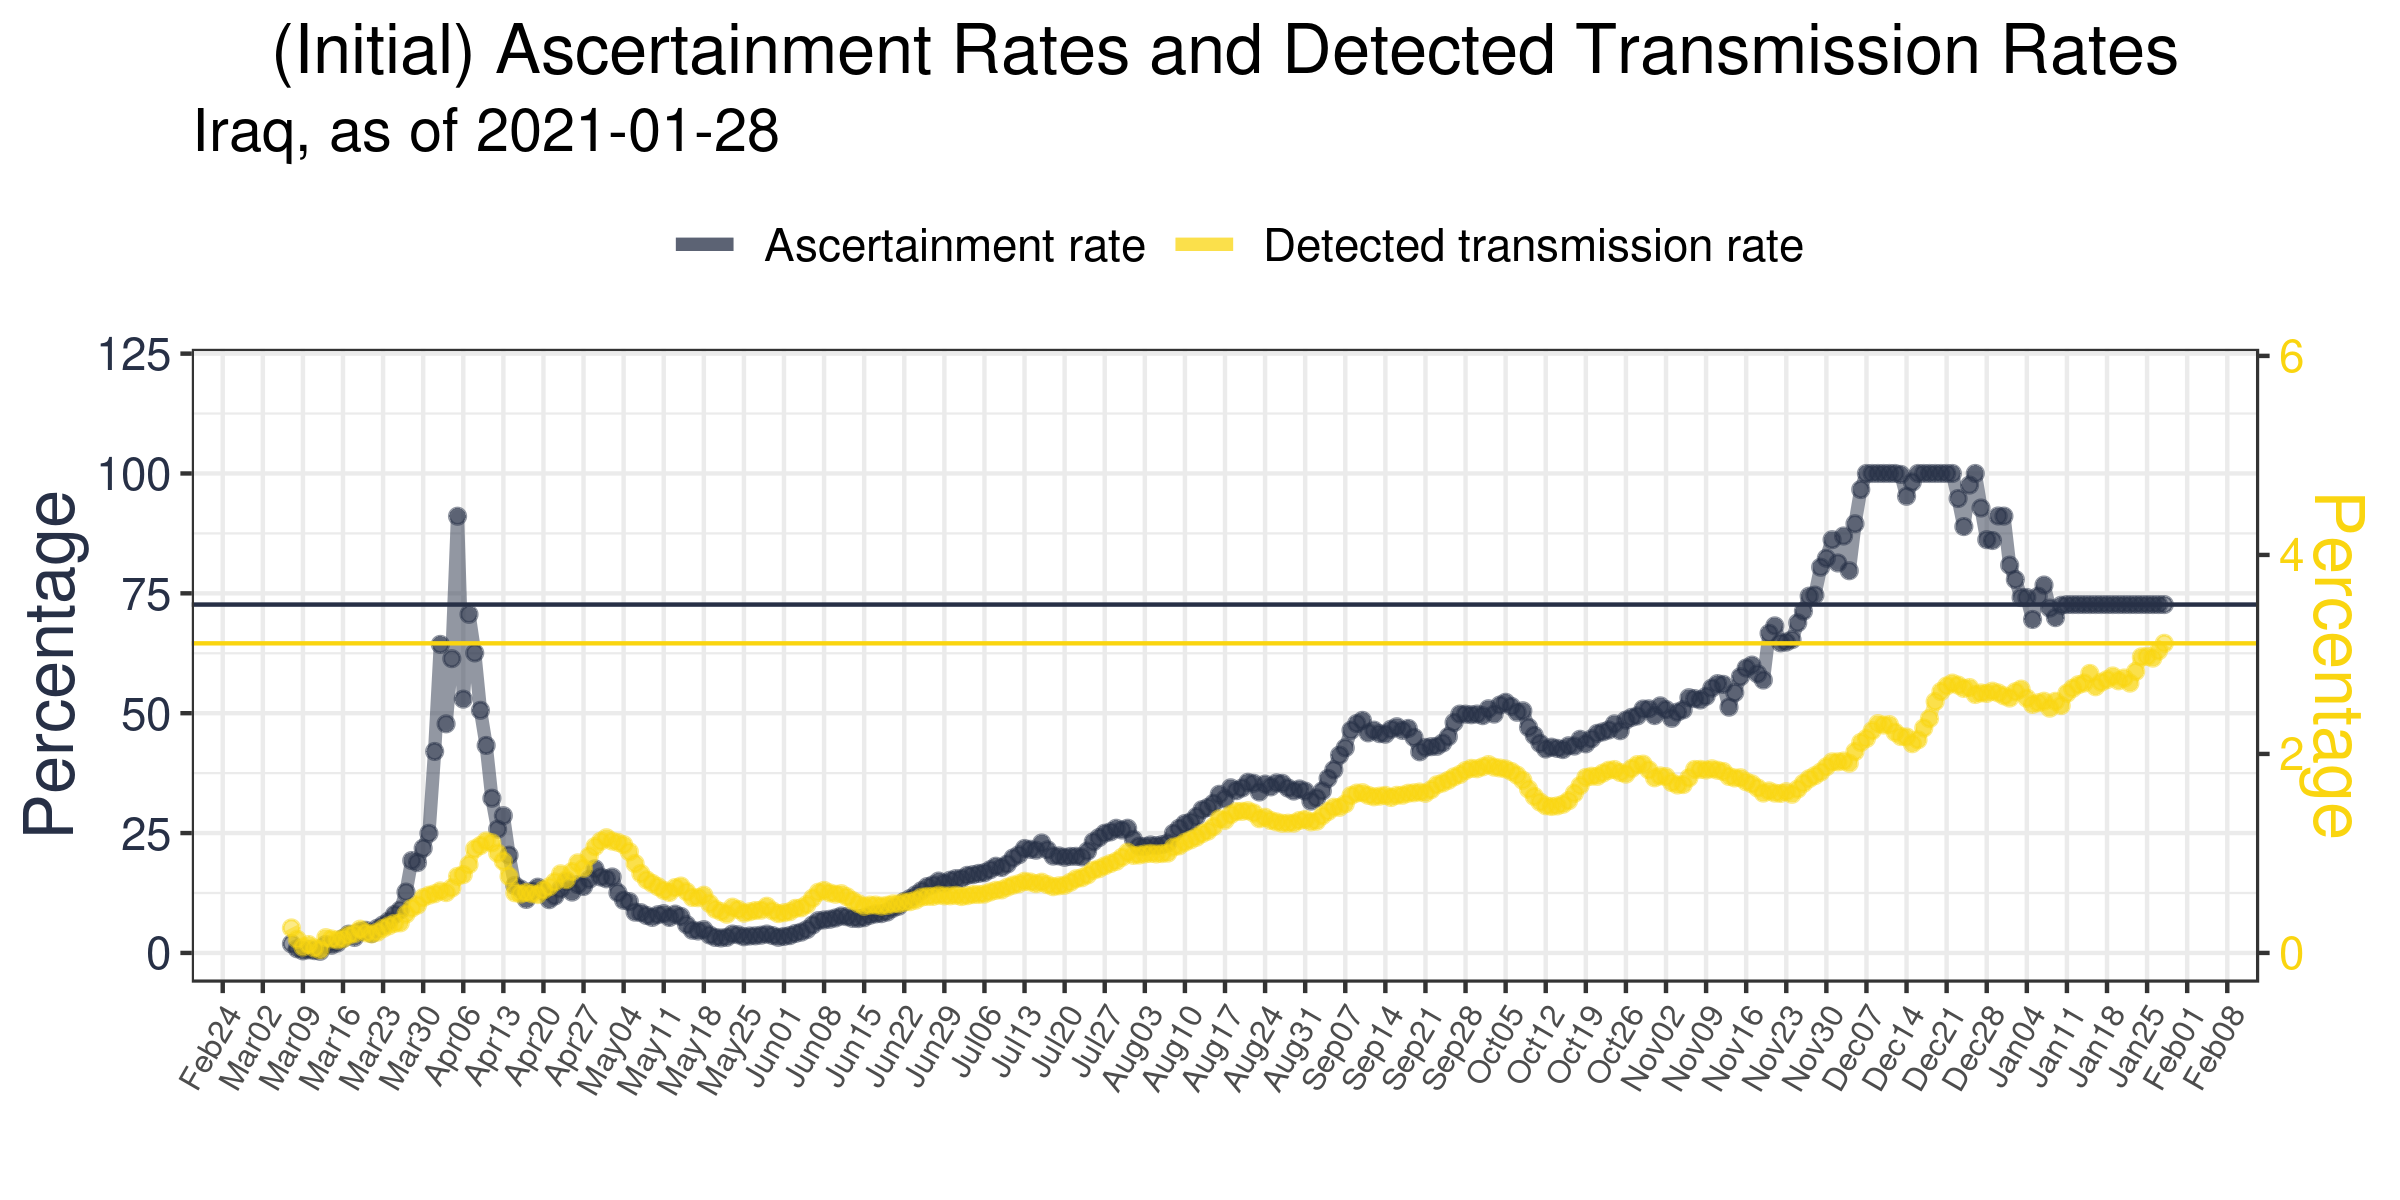 (Initial) Ascertainment Rates and Detected Transmission Rates
Iraq, as of 2021-01-28
Ascertainment rate Detected transmission rate
Percentage
125
100
75
50
25
0
6
4
2
0
Percentage
Feb24 Mar02 Mar09 Mar16 Mar23 Mar30 Apr06 Apr13 Apr20 Apr27 May04 May11 May18 May25 Jun01 Jun08 Jun15 Jun22 Jun29 Jul06 Jul13 Jul20 Jul27 Aug03 Aug10 Aug17 Aug24 Aug31 Sep07 Sep14 Sep21 Sep28 Oct05 Oct12 Oct19 Oct26 Nov02 Nov09 Nov16 Nov23 Nov30 Dec07 Dec14 Dec21 Dec28 Jan04 Jan11 Jan18 Jan25 Feb01 Feb08